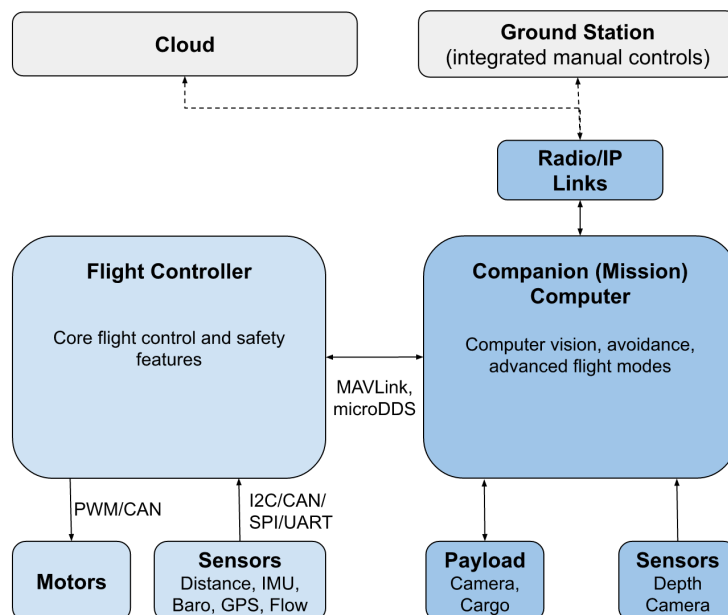 Cloud
Ground Station
(integrated manual controls)
Radio/IP
Links
Flight Controller
Core flight control and safety
features
Companion (Mission)
Computer
Computer vision, avoidance,
advanced flight modes
MAVLink,
microDDS
PWM/CAN
I2C/CAN/
SPI/UART
Motors
Sensors
Distance, IMU,
Baro, GPS, Flow
Payload
Camera,
Cargo
Sensors
Depth
Camera